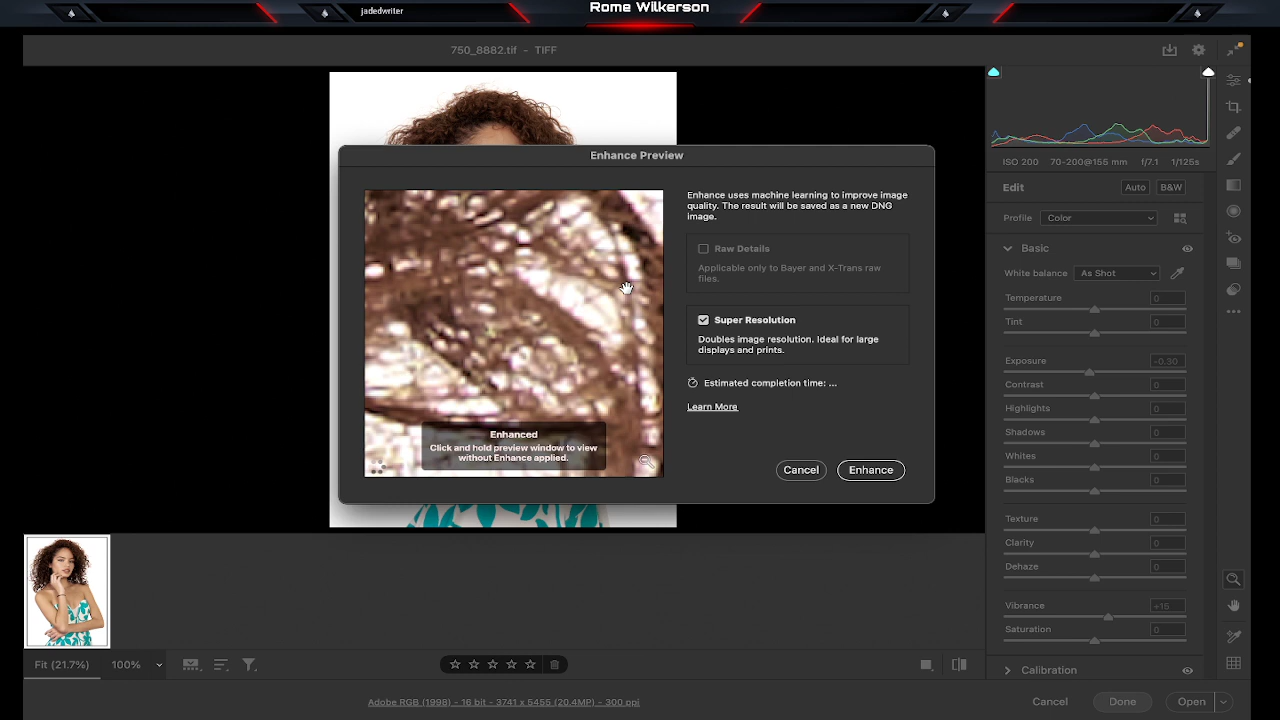 jadedwriter
Rome Wilkerson
750_8882.tif - TIFF
Enhance Preview
Enhance uses machine learning to improve image
quality. The result will be saved as a new DNG
image.
Raw Details
Applicable only to Bayer and X-Trans raw
files.
Super Resolution
Doubles image resolution. Ideal for large
displays and prints.
Estimated completion time: ...
Learn More
Enhanced
Click and hold preview window to view
without Enhance applied.
Cancel
Enhance
ISO 200 70-200@155 mm f/7.1 1/125s
Edit
Auto
B&W
Profile
Color
Basic
White balance
As Shot
Temperature 0
Tint 0
Exposure -0.30
Contrast 0
Highlights 0
Shadows 0
Whites 0
Blacks 0
Texture 0
Clarity 0
Dehaze 0
Vibrance +15
Saturation 0
Calibration
Fit (21.7%)
100%
Adobe RGB (1998) - 16 bit - 3741 x 5455 (20.4MP) - 300 ppi
Cancel
Done
Open